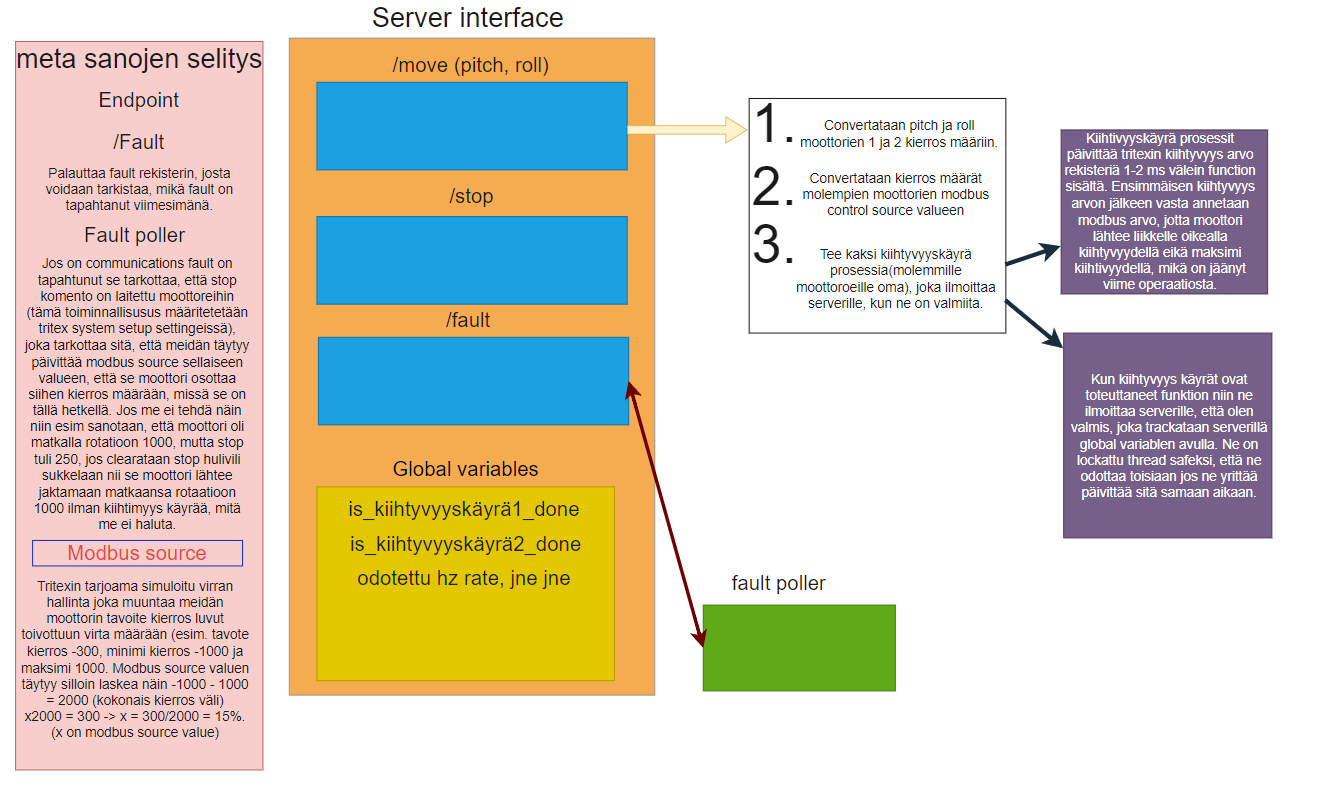 meta sanojen selitys
Endpoint
/Fault
Palauttaa fault rekisterin, josta
voidaan tarkistaa, mikä fault on
tapahtanut viimesimänä.
Fault poller
Jos on communications fault on
tapahtunut se tarkottaa, että stop
komento on laitettu moottoreihin
(tämä toiminnallisusus määritetetään
tritex system setup settingeissä),
joka tarkottaa sitä, että meidän täytyy
päivittää modbus source sellaiseen
valueen, että se moottori osottaa
siihen kierros määrään, missä se on
tällä hetkellä. Jos me ei tehdä näin
niin esim sanotaan, että moottori oli
matkalla rotatioon 1000, mutta stop
tuli 250, jos clearataan stop hulivili
sukkelaan nii se moottori lähtee
jaktamaan matkaansa rotaatioon
1000 ilman kiihtimyys käyrää, mitä
me ei haluta.
Modbus source
Tritexin tarjoama simuloitu virran
hallinta joka muuntaa meidän
moottorin tavoite kierros luvut
toivottuun virta määrään (esim. tavote
kierros -300, minimi kierros -1000 ja
maksimi 1000. Modbus source valuen
täytyy silloin laskea näin -1000 - 1000
= 2000 (kokonais kierros väli)
x2000 = 300 -> x = 300/2000 = 15%.
(x on modbus source value)
Server interface
/move (pitch, roll)
/stop
/fault
Global variables
is_kiihtyvyyskäyrä1_done
is_kiihtyvyyskäyrä2_done
odotettu hz rate, jne jne
1. Convertataan pitch ja roll
moottorien 1 ja 2 kierros määriin.
2. Convertataan kierros määrät
molempien moottorien modbus
control source valueen
3. Tee kaksi kiihtyvyyskäyrä
prosessia(molemmille
moottoroeille oma), joka ilmoittaa
serverille, kun ne on valmiita.
Kiihtivyyskäyrä prosessit
päivittää tritexin kiihtyvyys arvo
rekisteriä 1-2 ms välein function
sisältä. Ensimmäisen kiihtyvyys
arvon jälkeen vasta annetaan
modbus arvo, jotta moottori
lähtee liikkelle oikealla
kiihtyvyydellä eikä maksimi
kiihtivyydellä, mikä on jäänyt
viime operaatiosta.
Kun kiihtyvyys käyrät ovat
toteuttaneet funktion niin ne
ilmoittaa serverille, että olen
valmis, joka trackataan serverillä
global variablen avulla. Ne on
lockattu thread safeksi, että ne
odottaa toisiaan jos ne yrittää
päivittää sitä samaan aikaan.
fault poller